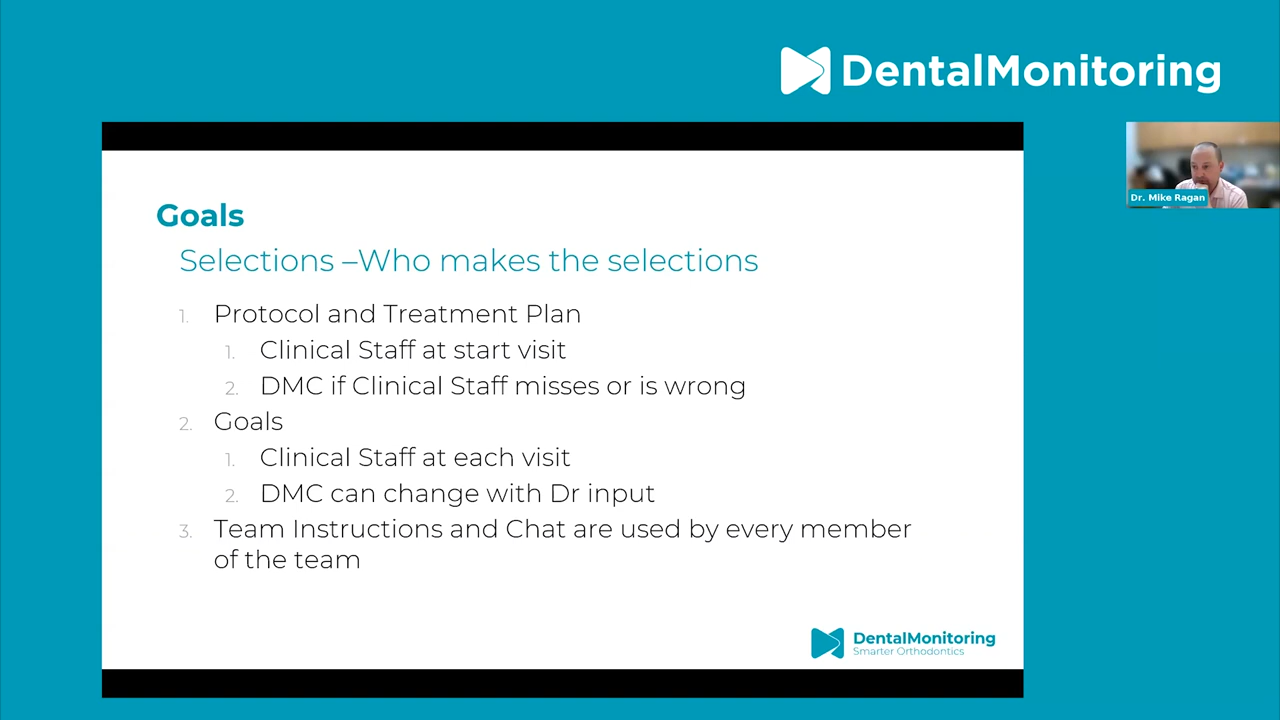 DentalMonitoring
Dr. Mike Ragan
Goals
Selections –Who makes the selections
1. Protocol and Treatment Plan
1. Clinical Staff at start visit
2. DMC if Clinical Staff misses or is wrong
2. Goals
1. Clinical Staff at each visit
2. DMC can change with Dr input
3. Team Instructions and Chat are used by every member
of the team
DentalMonitoring
Smarter Orthodontics